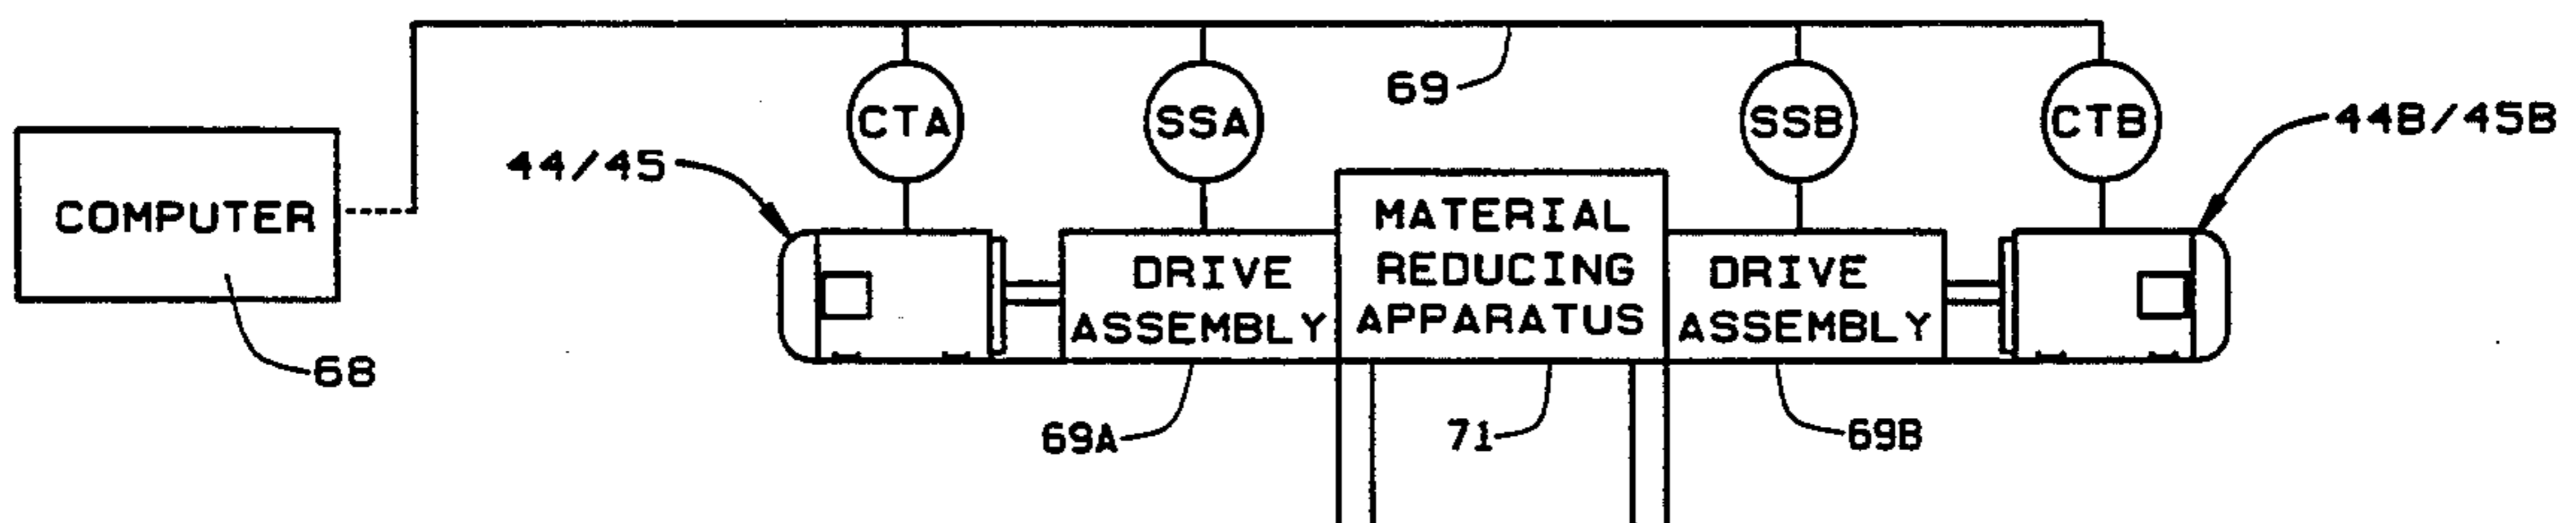 69
CTA
SSA
SSB
CTB
44B/45B
44/45
COMPUTER
MATERIAL
REDUCING
APPARATUS
DRIVE
ASSEMBLY
DRIVE
ASSEMBLY
68
69A
71
69B